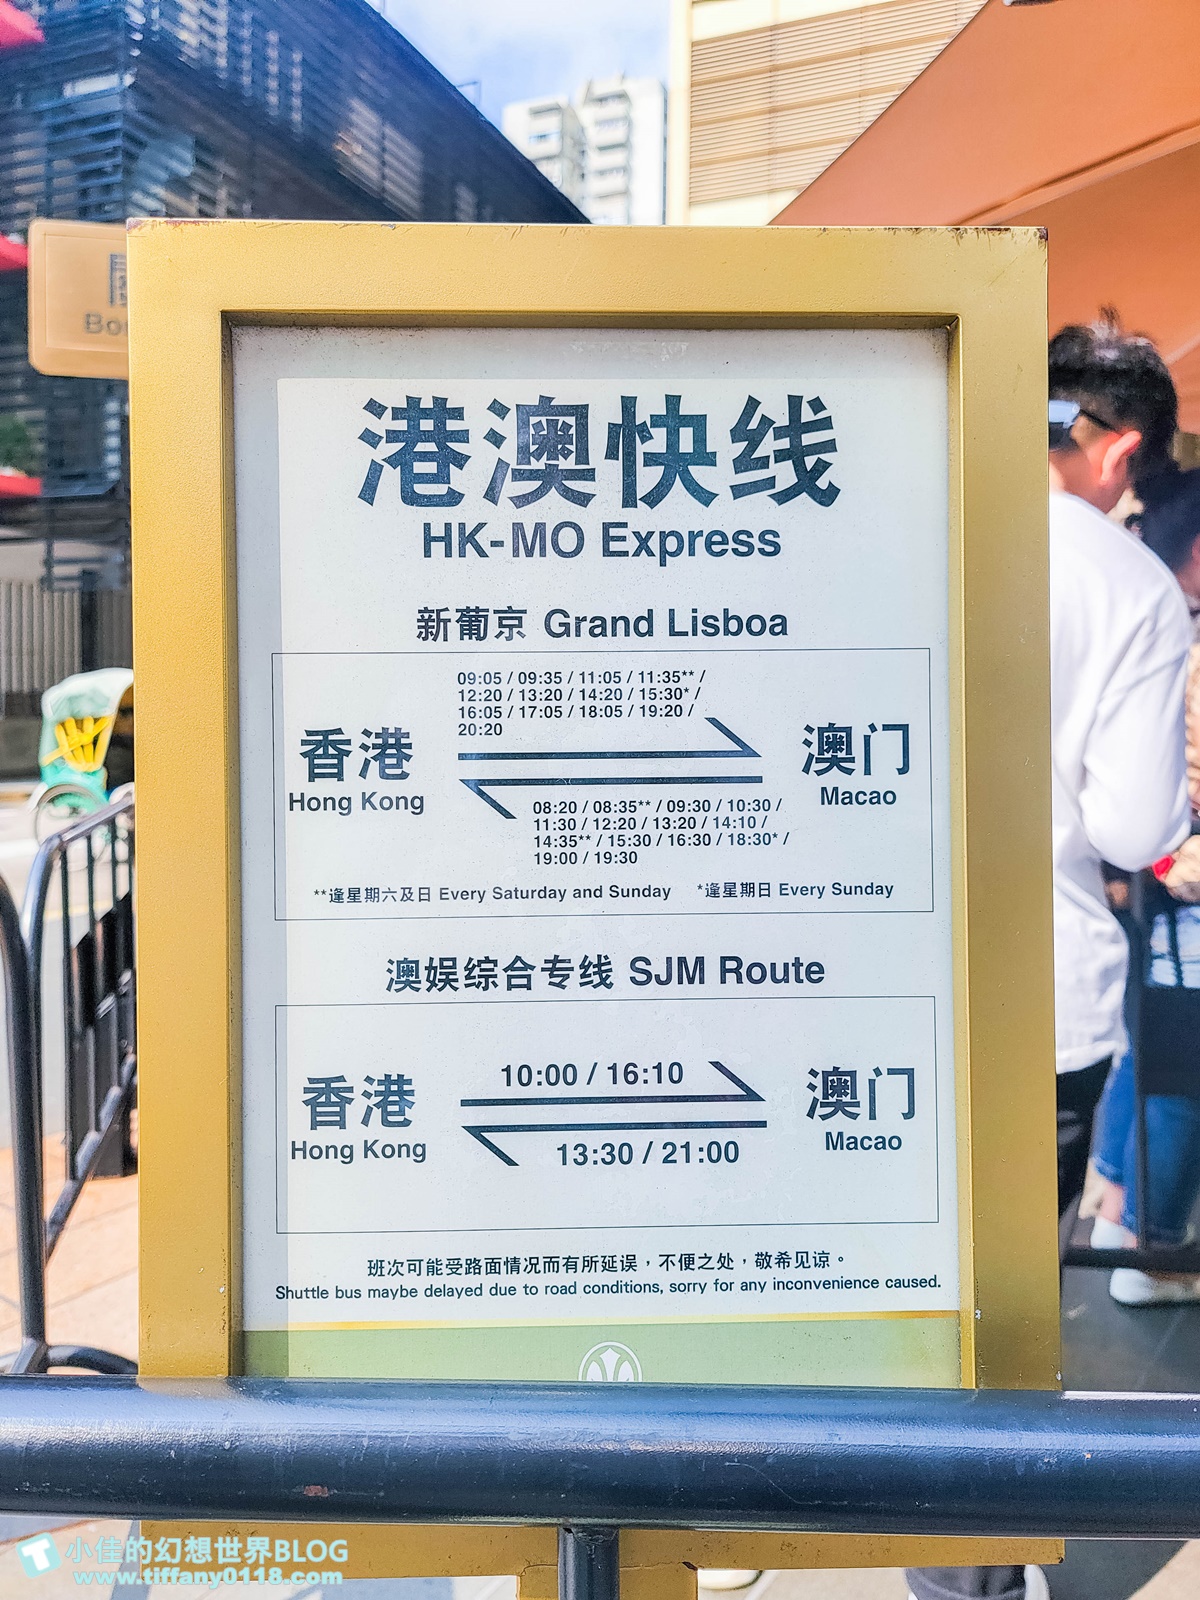 港澳快线
HK-MO Express
新葡京 Grand Lisboa
09:05 / 09:35 / 11:05 / 11:35** /
12:20 / 13:20 / 14:20 / 15:30* /
16:05 / 17:05 / 18:05 / 19:20 /
20:20
香港
Hong Kong
澳门
Macao
08:20 / 08:35** / 09:30 / 10:30 /
11:30 / 12:20 / 13:20 / 14:10 /
14:35** / 15:30 / 16:30 / 18:30* /
19:00 / 19:30
**逢星期六及日 Every Saturday and Sunday *逢星期日 Every Sunday
澳娱综合专线 SJM Route
10:00 / 16:10
香港
Hong Kong
澳门
Macao
13:30 / 21:00
班次可能受路面情况而有所延误，不便之处，敬希见谅。
Shuttle bus maybe delayed due to road conditions, sorry for any inconvenience caused.
小佳的幻想世界BLOG
www.tiffany0118.com